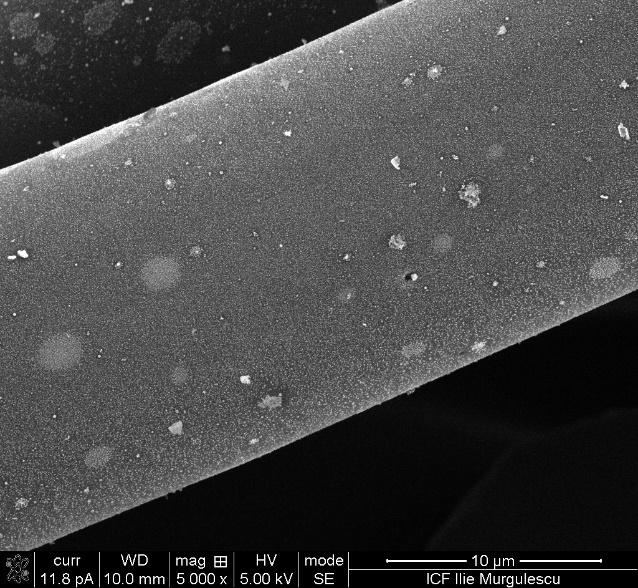 curr WD mag HV mode 10 µm
11.8 pA 10.0 mm 5 000 x 5.00 kV SE ICF Ilie Murgulescu